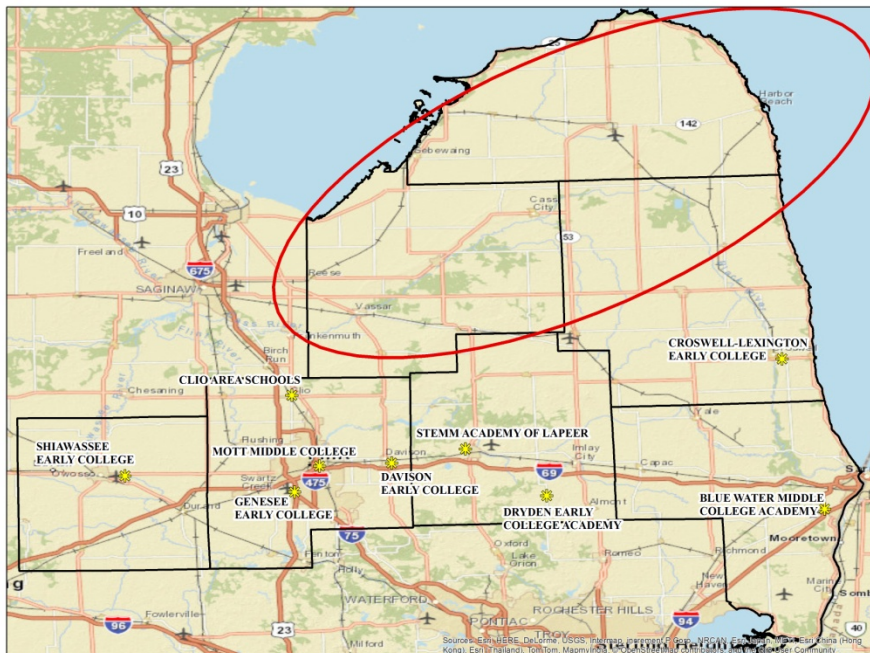 25
HARBOR
BEACH
142
Sebewaing
CASS
CITY
23
10
53
Freeland
675
SAGINAW
Reese
Vassar
Birch
Run
CLIO AREA SCHOOLS
Chesaning
CROSWELL-LEXINGTON
EARLY COLLEGE
Yale
SHIAWASSEE
EARLY COLLEGE
Owosso
Flushing
MOTT MIDDLE COLLEGE
STEMM ACADEMY OF LAPEER
Davison
Imlay
City
Capac
Swartz
Creek
475
69
DAVISON
EARLY COLLEGE
GENESEE
EARLY COLLEGE
Durand
DRYDEN EARLY
COLLEGE ACADEMY
Almont
BLUE WATER MIDDLE
COLLEGE ACADEMY
75
Fenton
Holly
Oxford
Lake
Orion
Romeo
Richmond
Mooretown
New
Haven
Marine
City
WATERFORD
ROCHESTER HILLS
94
96
Fowlerville
23
Milford
PONTIAC
TROY
40